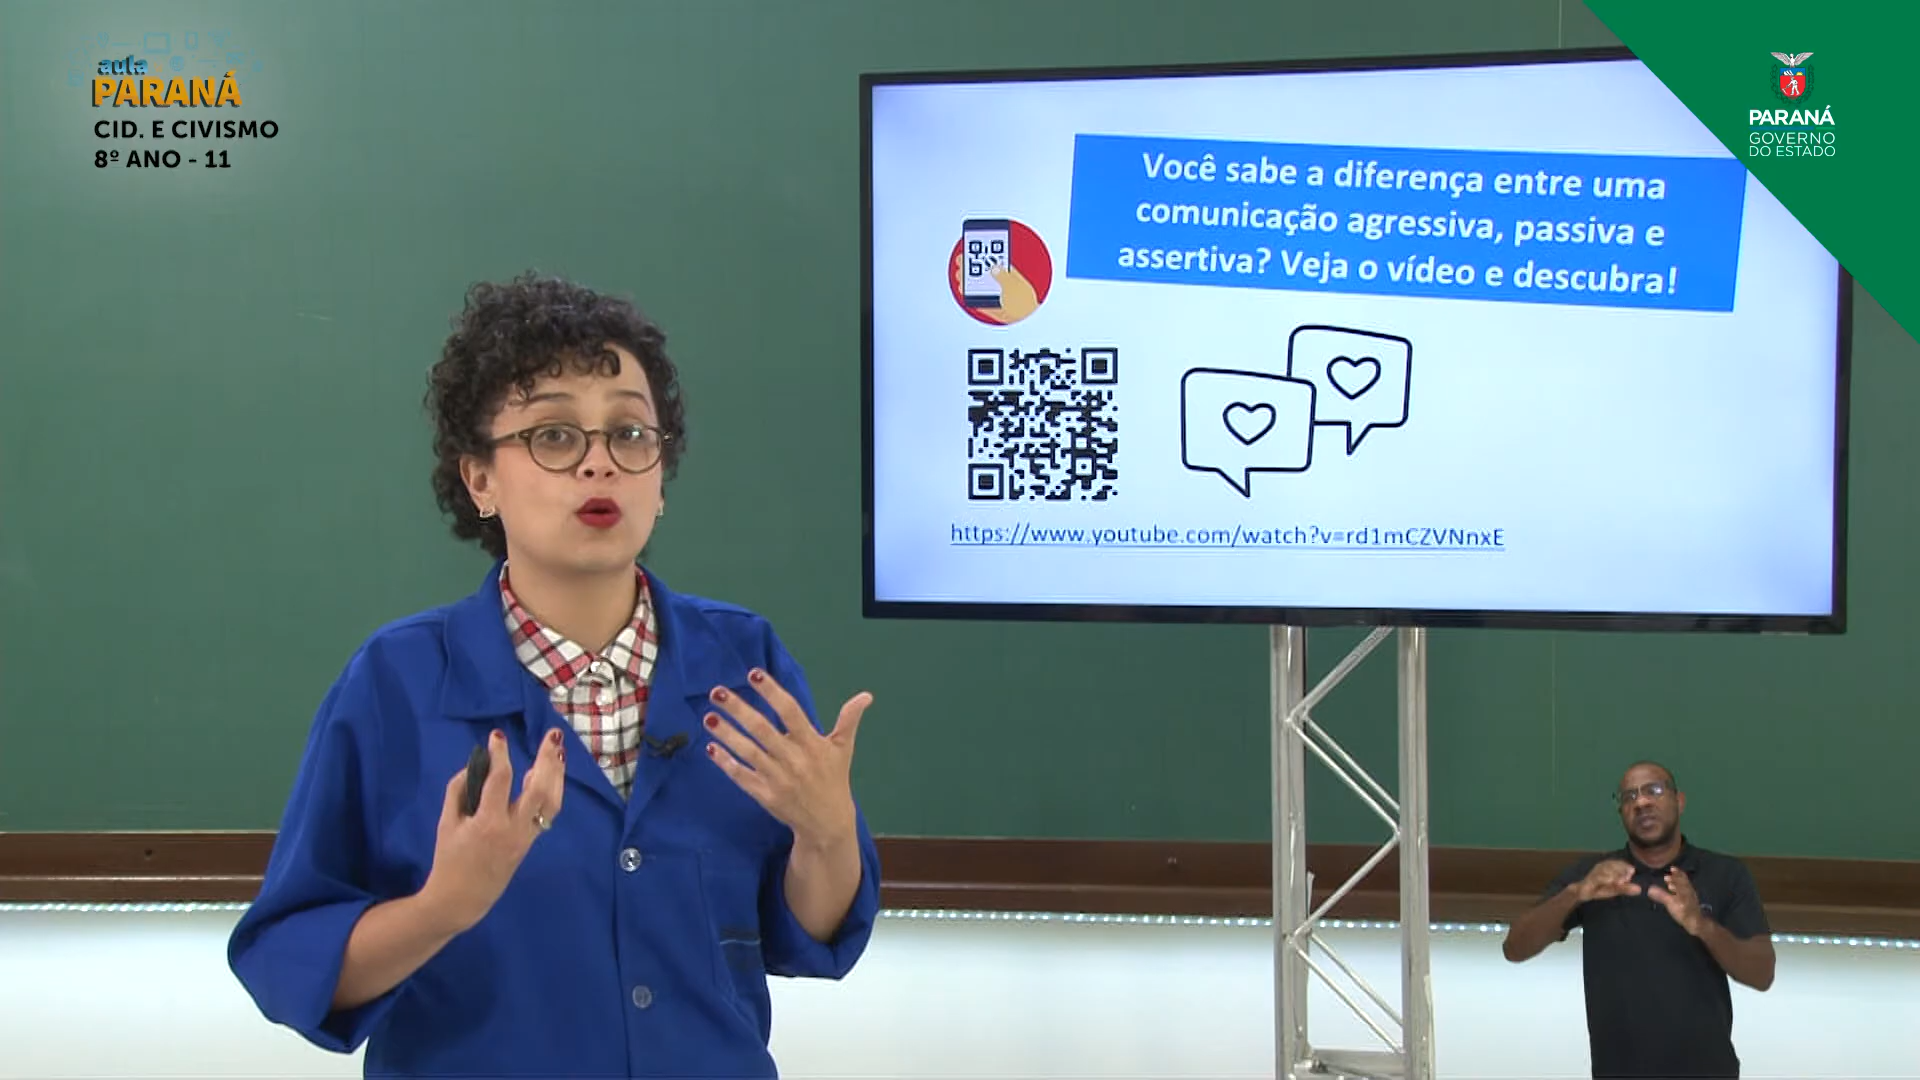 aula
PARANÁ
CID. E CIVISMO
8º ANO - 11
PARANÁ
GOVERNO
DO ESTADO
Você sabe a diferença entre uma
comunicação agressiva, passiva e
assertiva? Veja o vídeo e descubra!
https://www.youtube.com/watch?v=rd1mCZVNnxE